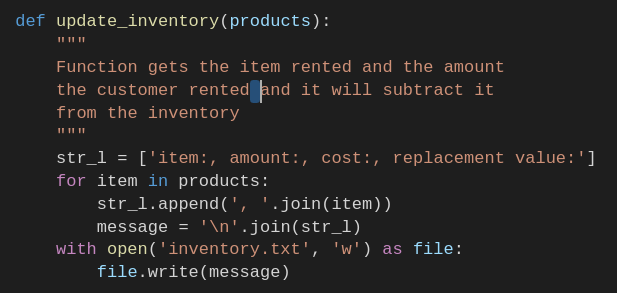 def update_inventory(products):
    """
    Function gets the item rented and the amount
    the customer rented and it will subtract it
    from the inventory
    """
    str_l = ['item:, amount:, cost:, replacement value:']
    for item in products:
        str_l.append(', '.join(item))
        message = '\n'.join(str_l)
    with open('inventory.txt', 'w') as file:
        file.write(message)